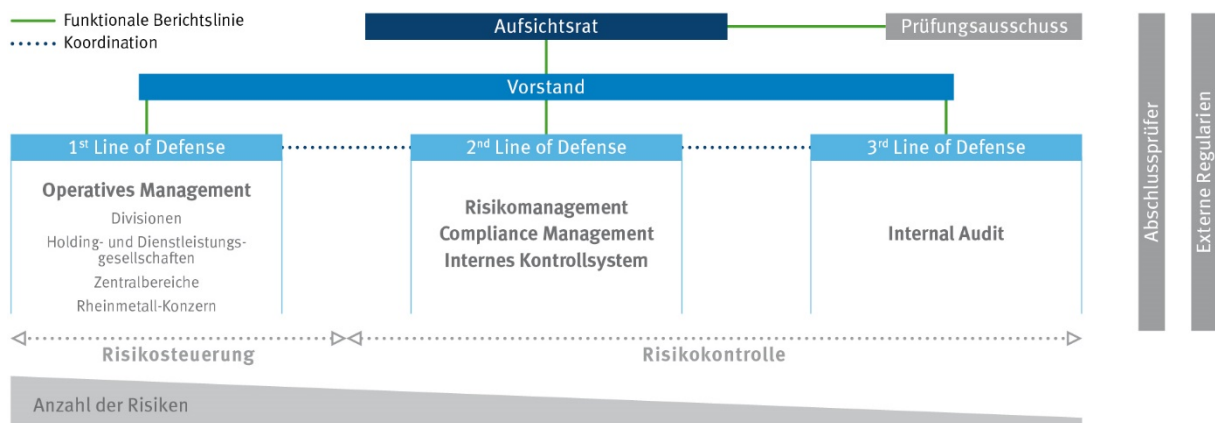 Funktionale Berichtslinie
Koordination
Aufsichtsrat
Prüfungsausschuss
Vorstand
1st Line of Defense
2nd Line of Defense
3rd Line of Defense
Operatives Management
Divisionen
Holding- und Dienstleistungs-
gesellschaften
Zentralbereiche
Rheinmetall-Konzern
Risikomanagement
Compliance Management
Internes Kontrollsystem
Internal Audit
Risikosteuerung
Risikokontrolle
Anzahl der Risiken
Abschlussprüfer
Externe Regularien